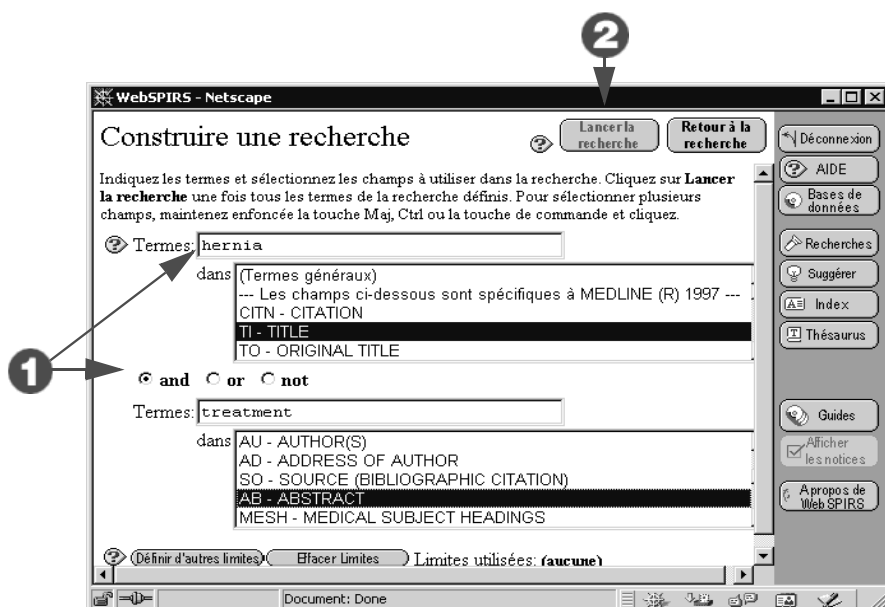 2
WebSPIRS - Netscape
Construire une recherche
Lancer la
recherche
Retour à la
recherche
Déconnexion
Indiquez les termes et sélectionnez les champs à utiliser dans la recherche. Cliquez sur Lancer
la recherche une fois tous les termes de la recherche définis. Pour sélectionner plusieurs
champs, maintenez enfoncée la touche Maj, Ctrl ou la touche de commande et cliquez.
AIDE
Bases de
données
Termes: hernia
Recherches
dans (Termes généraux)
--- Les champs ci-dessous sont spécifiques à MEDLINE (R) 1997 ---
CITN - CITATION
TI - TITLE
TO - ORIGINAL TITLE
Suggérer
Index
Thésaurus
1
and or not
Termes: treatment
dans AU - AUTHOR(S)
AD - ADDRESS OF AUTHOR
SO - SOURCE (BIBLIOGRAPHIC CITATION)
AB - ABSTRACT
MESH - MEDICAL SUBJECT HEADINGS
Guides
Afficher
les notices
A propos de
WebSPIRS
Définir d'autres limites Effacer Limites Limites utilisées: (aucune)
Document: Done